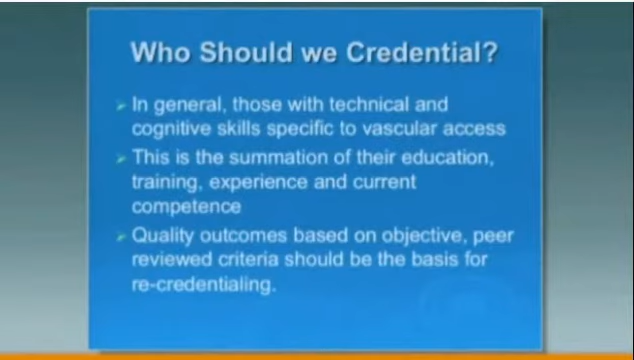 Who Should we Credential?
In general, those with technical and
cognitive skills specific to vascular access
This is the summation of their education,
training, experience and current
competence
Quality outcomes based on objective, peer
reviewed criteria should be the basis for
re-credentialing.